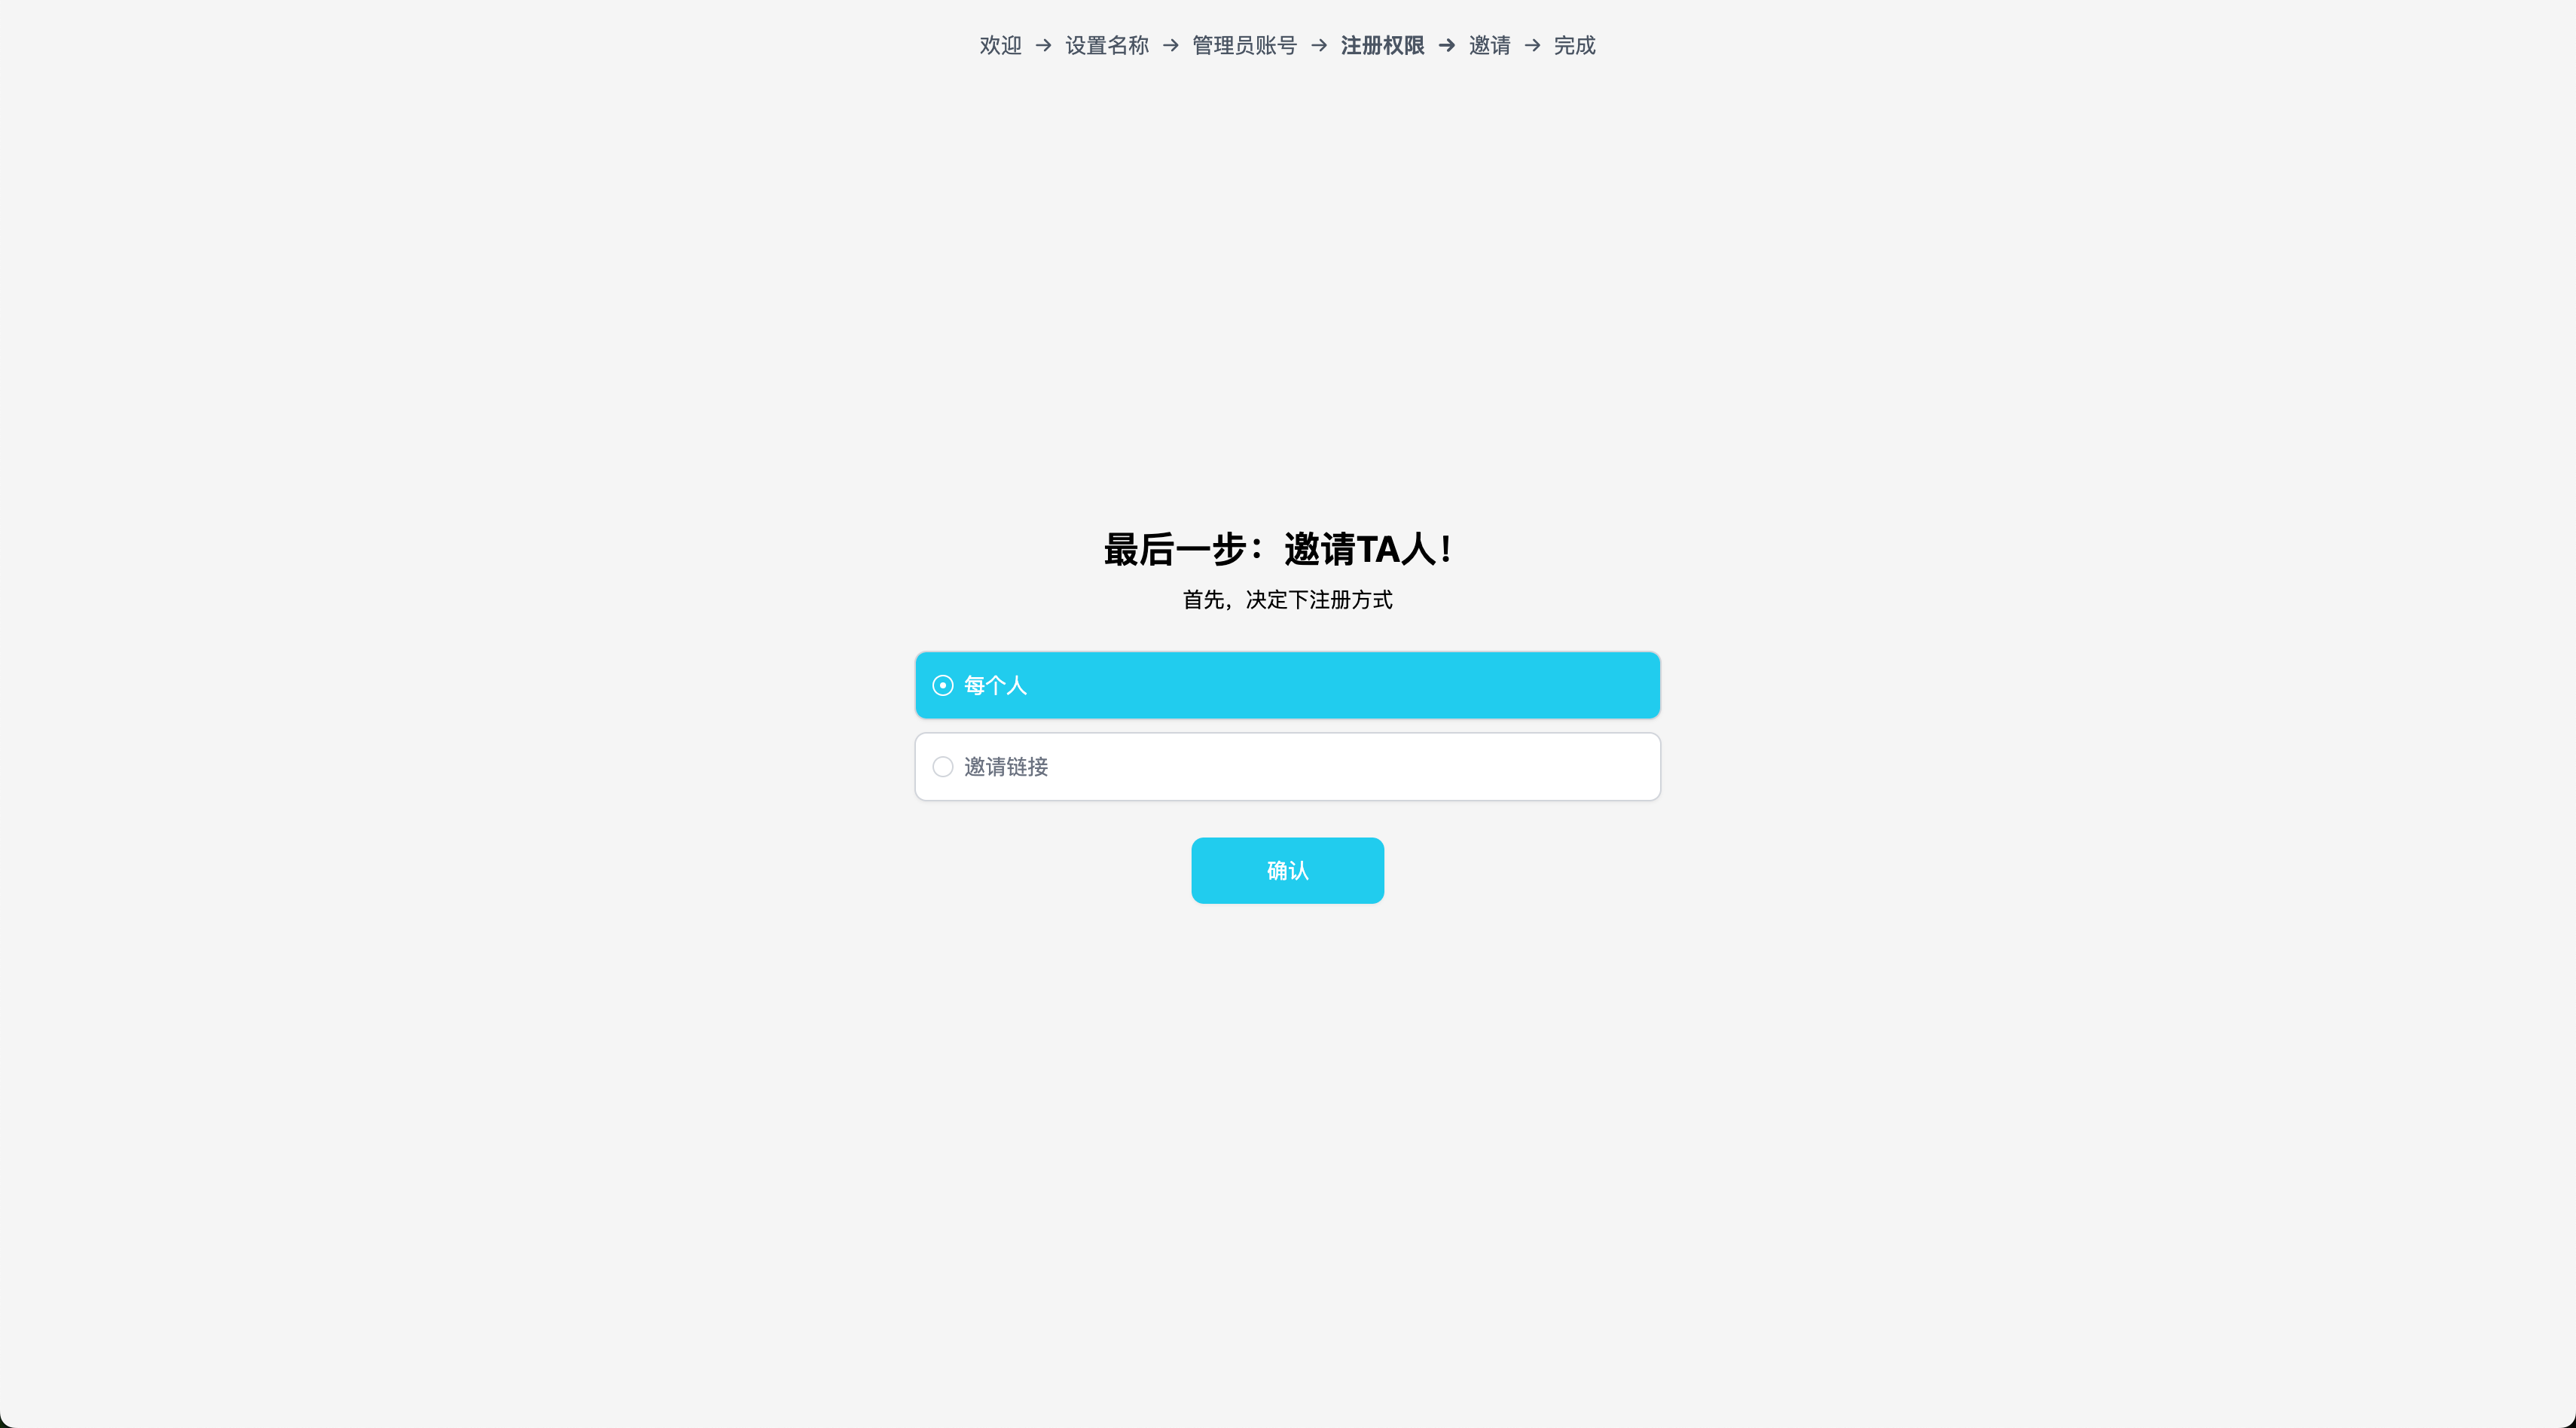 欢迎 → 设置名称 → 管理员账号 → 注册权限 → 邀请 → 完成
最后一步：邀请TA人！
首先，决定下注册方式
每个人
邀请链接
确认